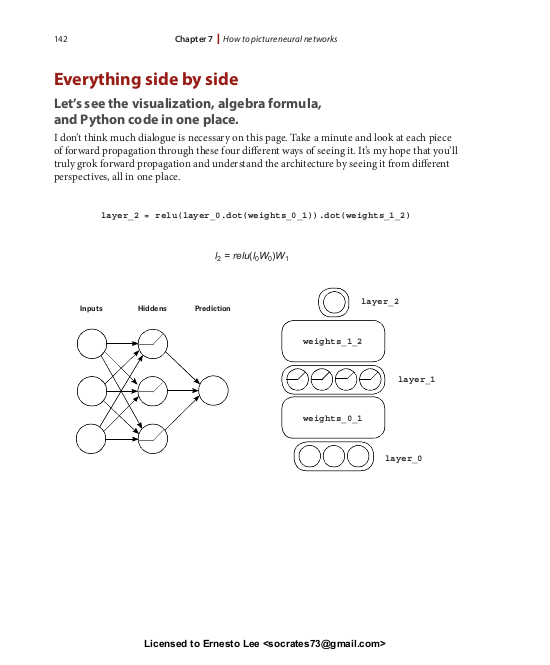 142
Chapter 7 | How to picture neural networks
Everything side by side
Let's see the visualization, algebra formula,
and Python code in one place.
I don't think much dialogue is necessary on this page. Take a minute and look at each piece
of forward propagation through these four different ways of seeing it. It's my hope that you'll
truly grok forward propagation and understand the architecture by seeing it from different
perspectives, all in one place.
layer_2 = relu(layer_0.dot(weights_0_1)).dot(weights_1_2)
l₂ = relu(l₀W₀)W₁
Inputs Hiddens Prediction
layer_2
weights_1_2
layer_1
weights_0_1
layer_0
Licensed to Ernesto Lee <socrates73@gmail.com>